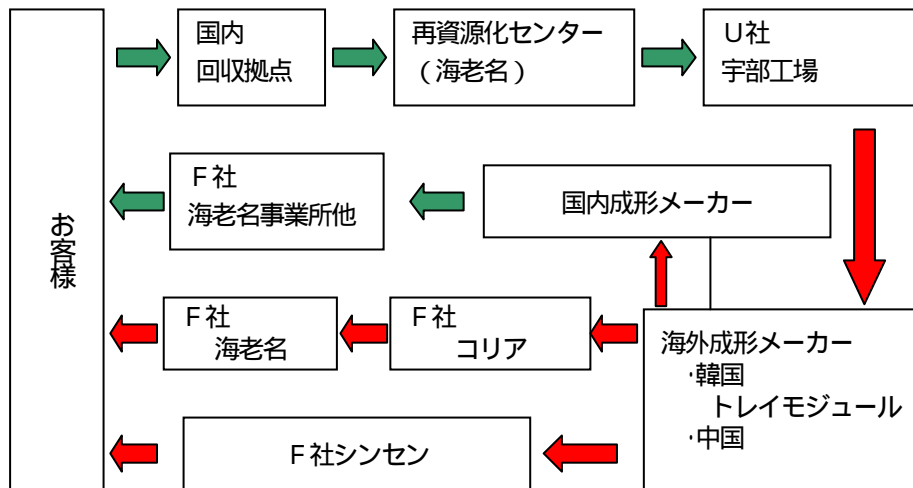 お客様
国内
回収拠点
再資源化センター
（海老名）
U社
宇部工場
F社
海老名事業所他
国内成形メーカー
F社
海老名
F社
コリア
海外成形メーカー
・韓国
トレイモジュール
・中国
F社シンセン